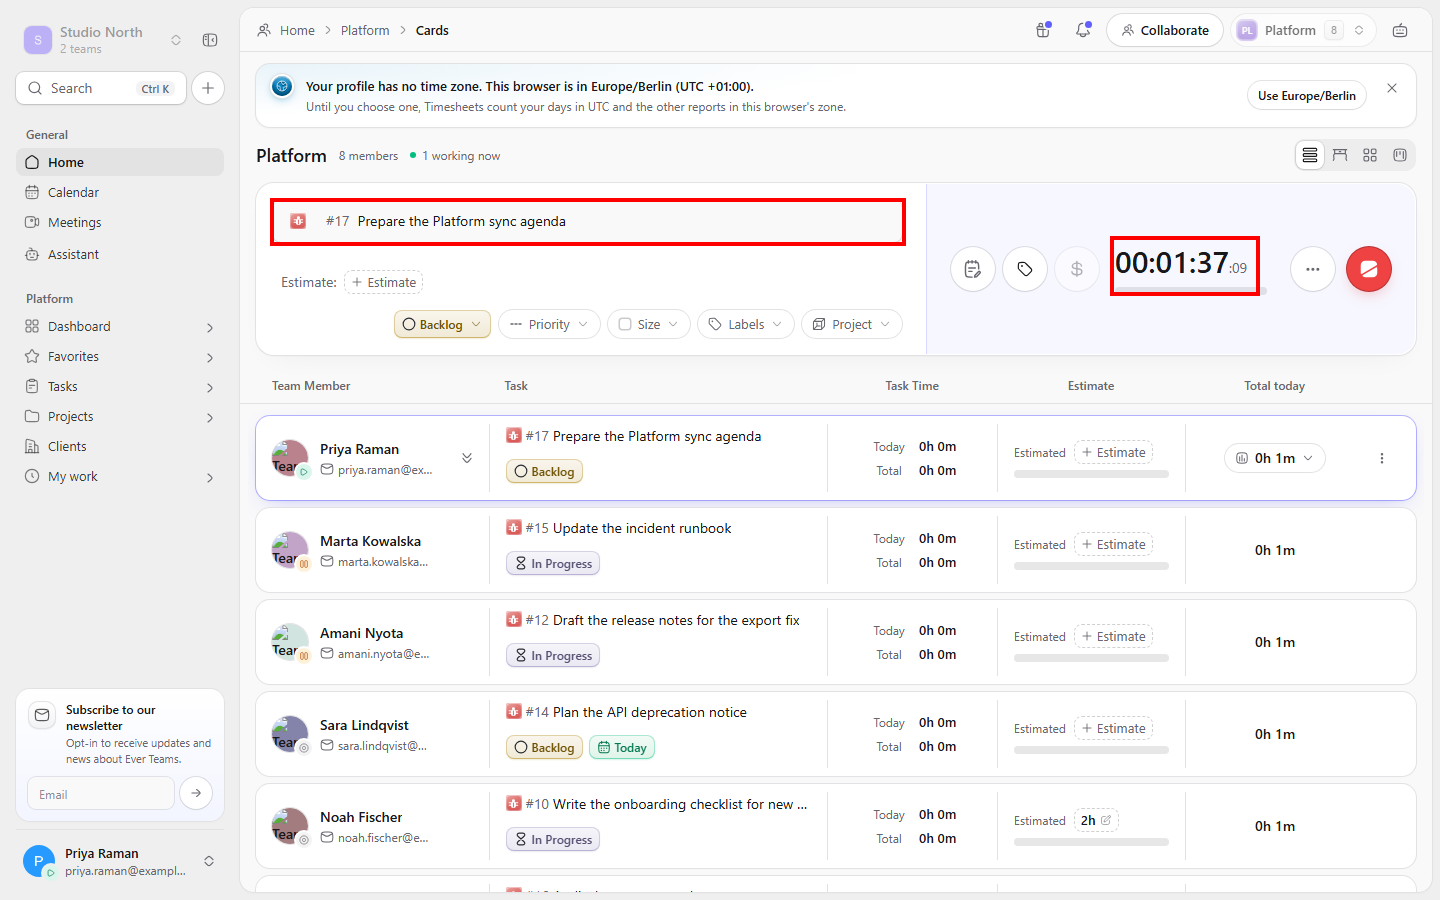 S
Studio North
2 teams
Search
Ctrl K
General
Home
Calendar
Meetings
Assistant
Platform
Dashboard
Favorites
Tasks
Projects
Clients
My work
Subscribe to our
newsletter
Opt-in to receive updates and
news about Ever Teams.
Email
P
Priya Raman
priya.raman@exampl...
Home
Platform
Cards
Collaborate
PL
Platform
8
Your profile has no time zone. This browser is in Europe/Berlin (UTC +01:00).
Until you choose one, Timesheets count your days in UTC and the other reports in this browser's zone.
Use Europe/Berlin
Platform
8 members
1 working now
#17 Prepare the Platform sync agenda
Estimate:
+ Estimate
Backlog
Priority
Size
Labels
Project
$
00:01:37:09
Team Member
Task
Task Time
Estimate
Total today
Priya Raman
priya.raman@ex...
#17 Prepare the Platform sync agenda
Backlog
Today 0h 0m
Total 0h 0m
Estimated + Estimate
0h 1m
Marta Kowalska
marta.kowalska...
#15 Update the incident runbook
In Progress
Today 0h 0m
Total 0h 0m
Estimated + Estimate
0h 1m
Amani Nyota
amani.nyota@e...
#12 Draft the release notes for the export fix
In Progress
Today 0h 0m
Total 0h 0m
Estimated + Estimate
0h 1m
Sara Lindqvist
sara.lindqvist@...
#14 Plan the API deprecation notice
Backlog
Today
Today 0h 0m
Total 0h 0m
Estimated + Estimate
0h 1m
Noah Fischer
noah.fischer@e...
#10 Write the onboarding checklist for new ...
In Progress
Today 0h 0m
Total 0h 0m
Estimated 2h
0h 1m